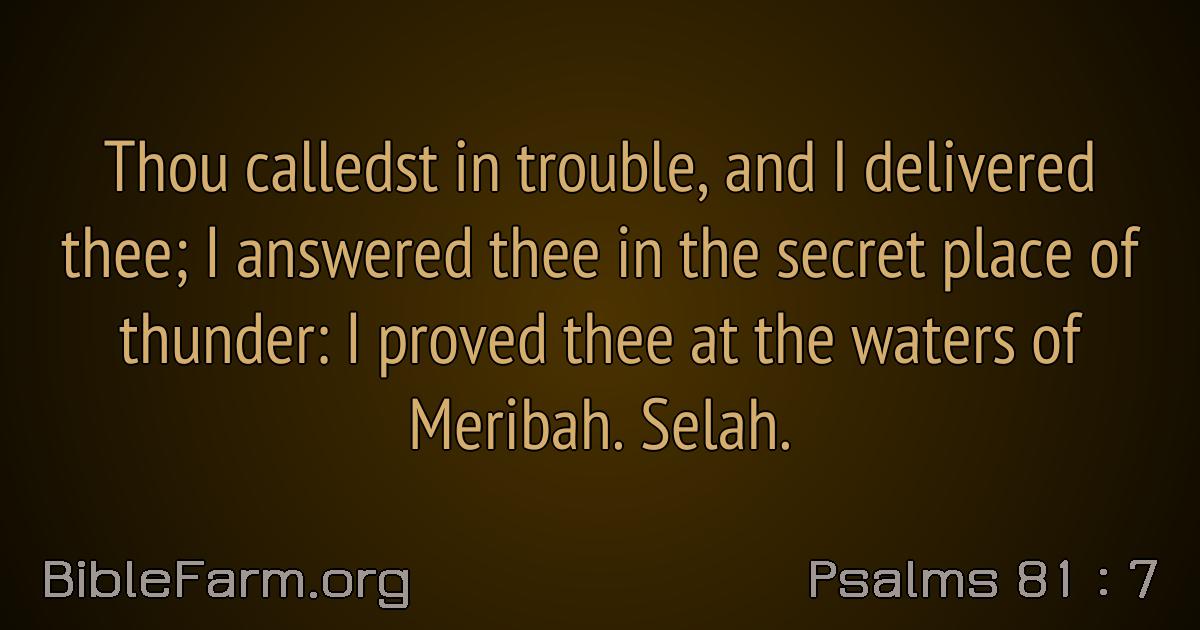 Thou calledst in trouble, and I delivered
thee; I answered thee in the secret place of
thunder: I proved thee at the waters of
Meribah. Selah.
BibleFarm.org
Psalms 81 : 7